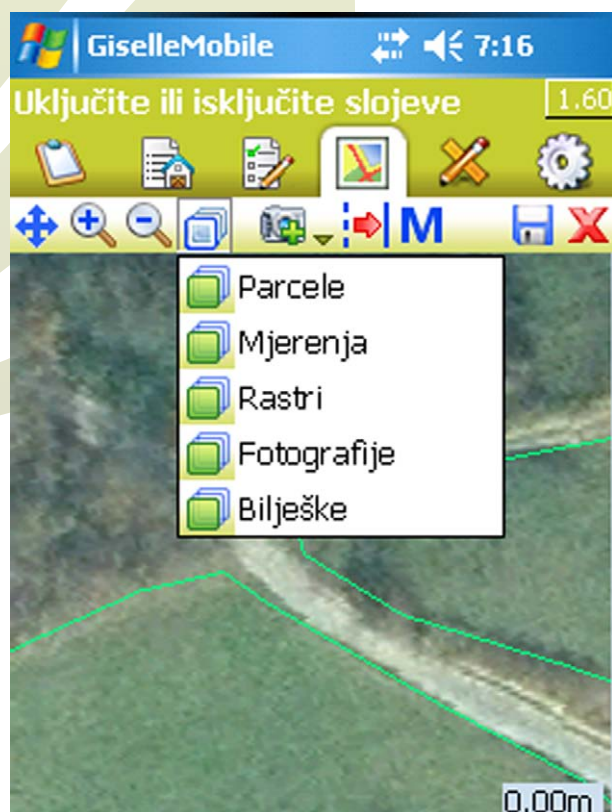 GiselleMobile 7:16
Uključite ili isključite slojeve 1.60
M
Parcele
Mjerenja
Rastri
Fotografije
Bilješke
0.00m